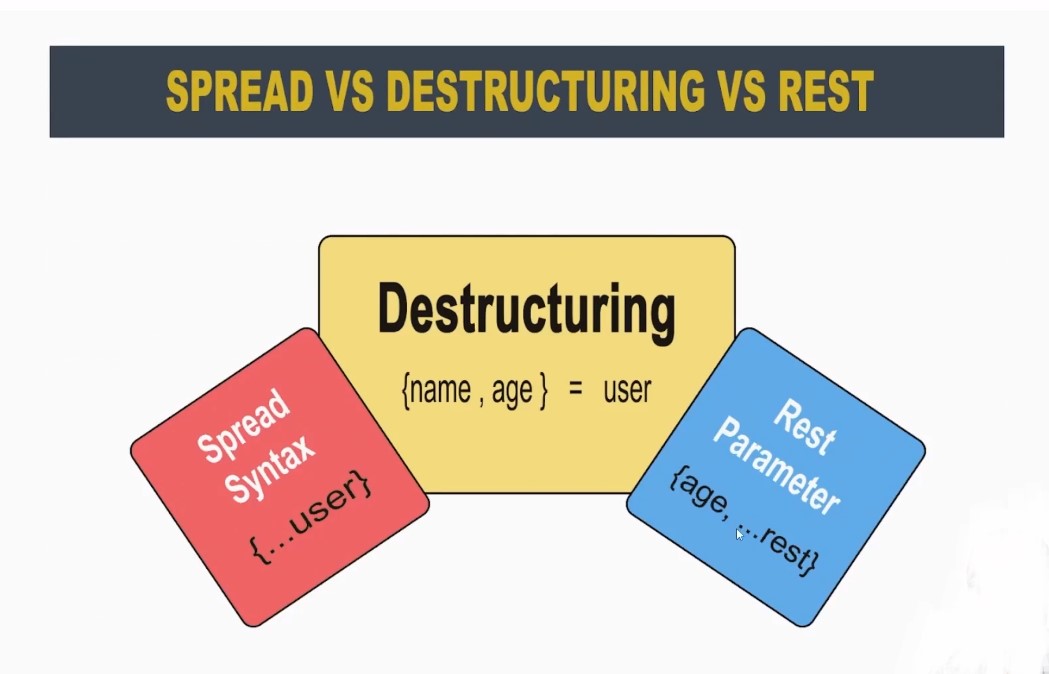 SPREAD VS DESTRUCTURING VS REST
Destructuring
{name , age } = user
Spread
Syntax
{...user}
Rest
Parameter
{age, ...rest}